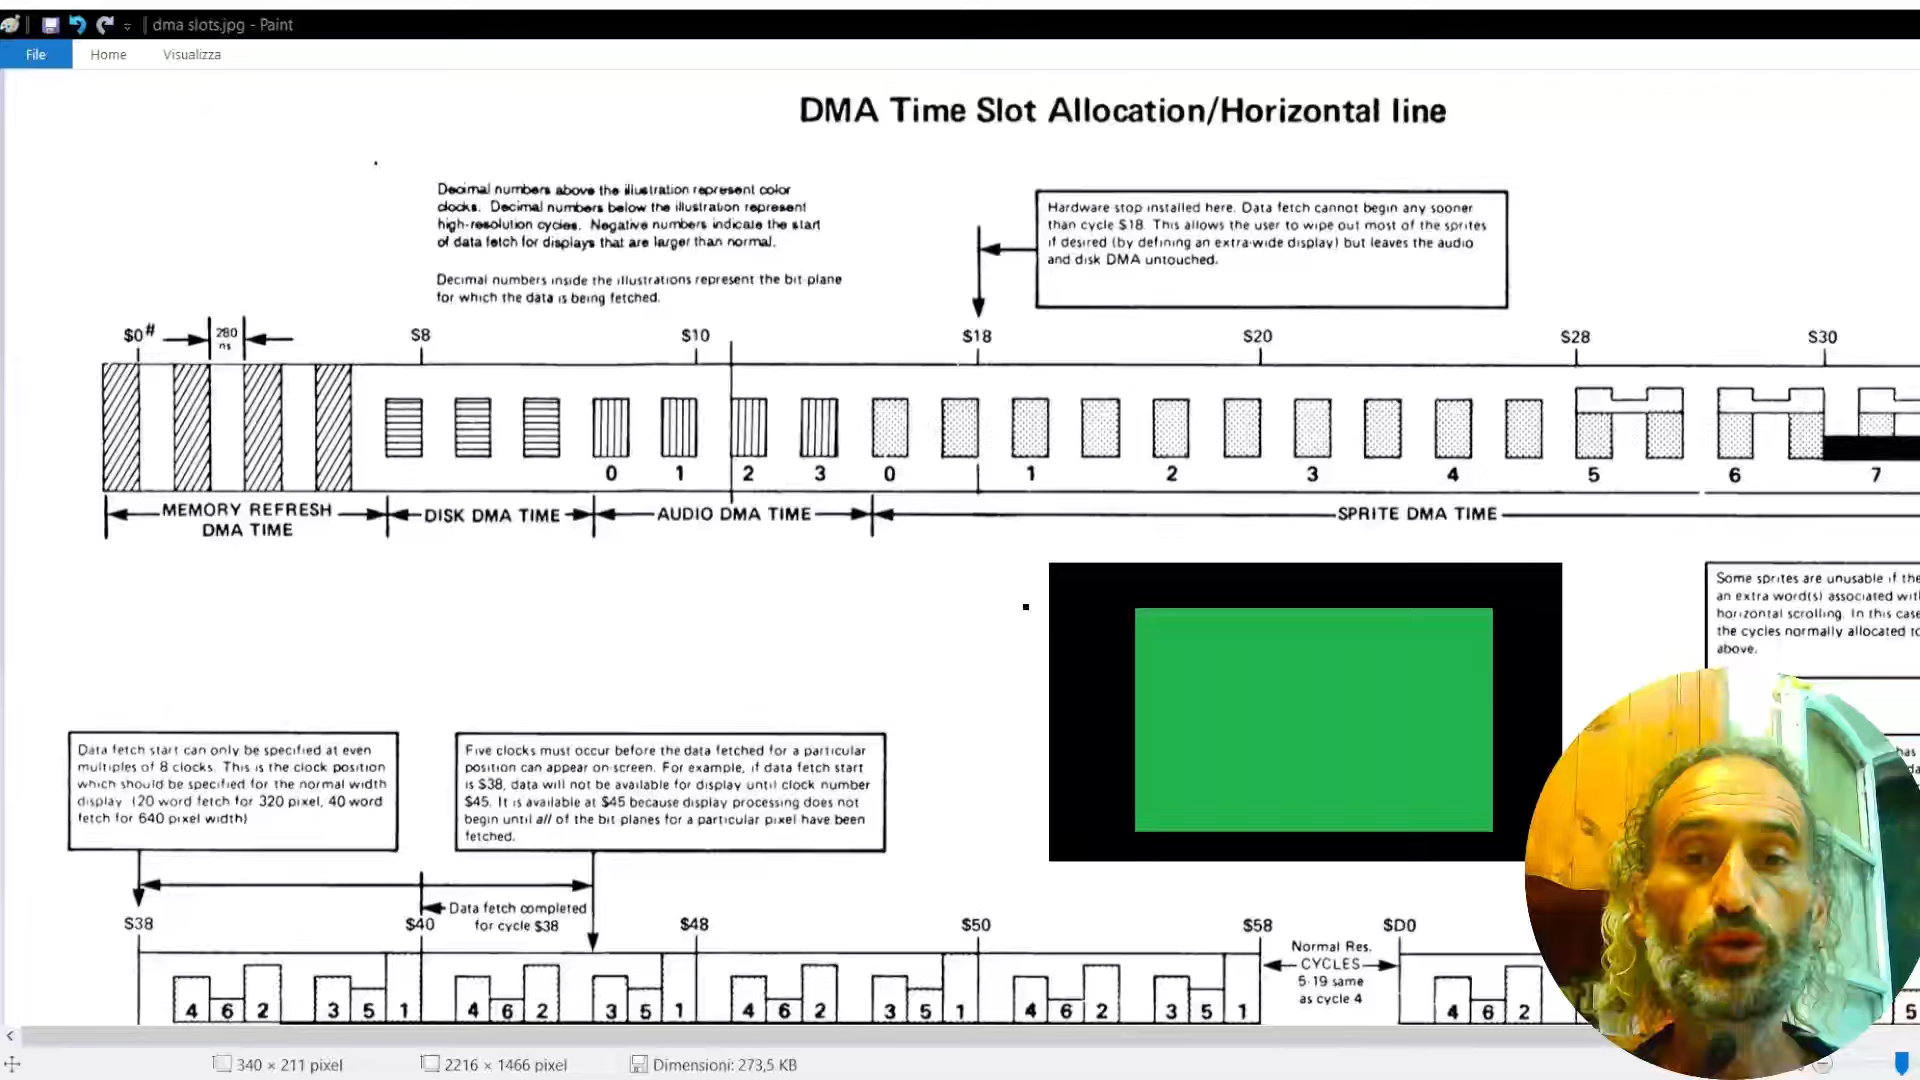 dma slots.jpg - Paint
File Home Visualizza
DMA Time Slot Allocation/Horizontal line
Decimal numbers above the illustration represent color
clocks. Decimal numbers below the illustration represent
high-resolution cycles. Negative numbers indicate the start
of data fetch for displays that are larger than normal.
Decimal numbers inside the illustrations represent the bit-plane
for which the data is being fetched.
Hardware stop installed here. Data fetch cannot begin any sooner
than cycle $18. This allows the user to wipe out most of the sprites
if desired (by defining an extra-wide display) but leaves the audio
and disk DMA untouched.
$0# 280 ns $8 $10 $18 $20 $28 $30
0 1 2 3 0 1 2 3 4 5 6 7
MEMORY REFRESH
DMA TIME
DISK DMA TIME
AUDIO DMA TIME
SPRITE DMA TIME
Some sprites are unusable if the
an extra word(s) associated wit
horizontal scrolling. In this case
the cycles normally allocated to
above.
Data fetch start can only be specified at even
multiples of 8 clocks. This is the clock position
which should be specified for the normal width
display. (20 word fetch for 320 pixel, 40 word
fetch for 640 pixel width)
Five clocks must occur before the data fetched for a particular
position can appear on-screen. For example, if data fetch start
is $38, data will not be available for display until clock number
$45. It is available at $45 because display processing does not
begin until all of the bit planes for a particular pixel have been
fetched.
has
Data fetch completed
for cycle $38
$38 $40 $48 $50 $58 $D0
Normal Res.
CYCLES
5-19 same
as cycle 4
4 6 2 3 5 1 4 6 2 3 5 1 4 6 2 3 5 1 4 6 2 3 5 1 4 6 2 5
340 × 211 pixel 2216 × 1466 pixel Dimensioni: 273,5 KB